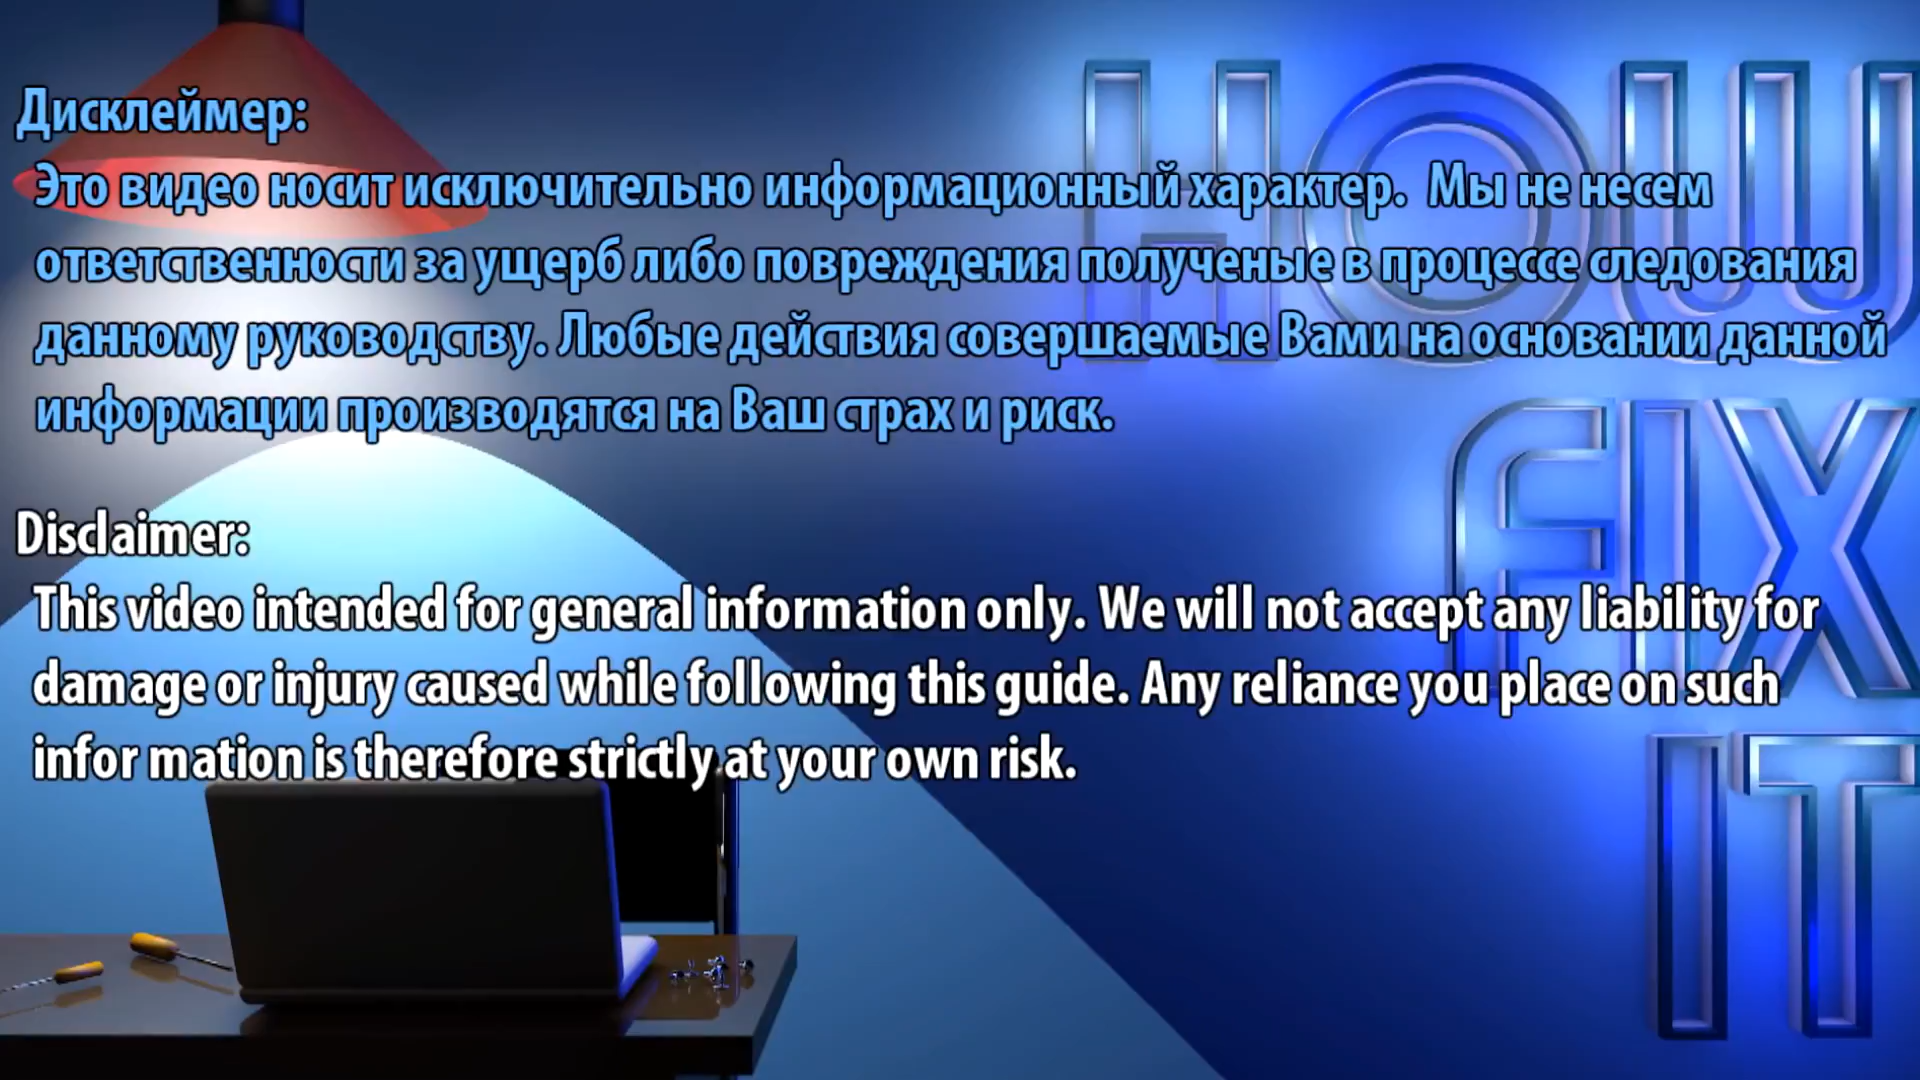 HOW
FIX
IT
Дисклеймер:
Это видео носит исключительно информационный характер. Мы не несем
ответственности за ущерб либо повреждения полученые в процессе следования
данному руководству. Любые действия совершаемые Вами на основании данной
информации производятся на Ваш страх и риск.
Disclaimer:
This video intended for general information only. We will not accept any liability for
damage or injury caused while following this guide. Any reliance you place on such
infor mation is therefore strictly at your own risk.